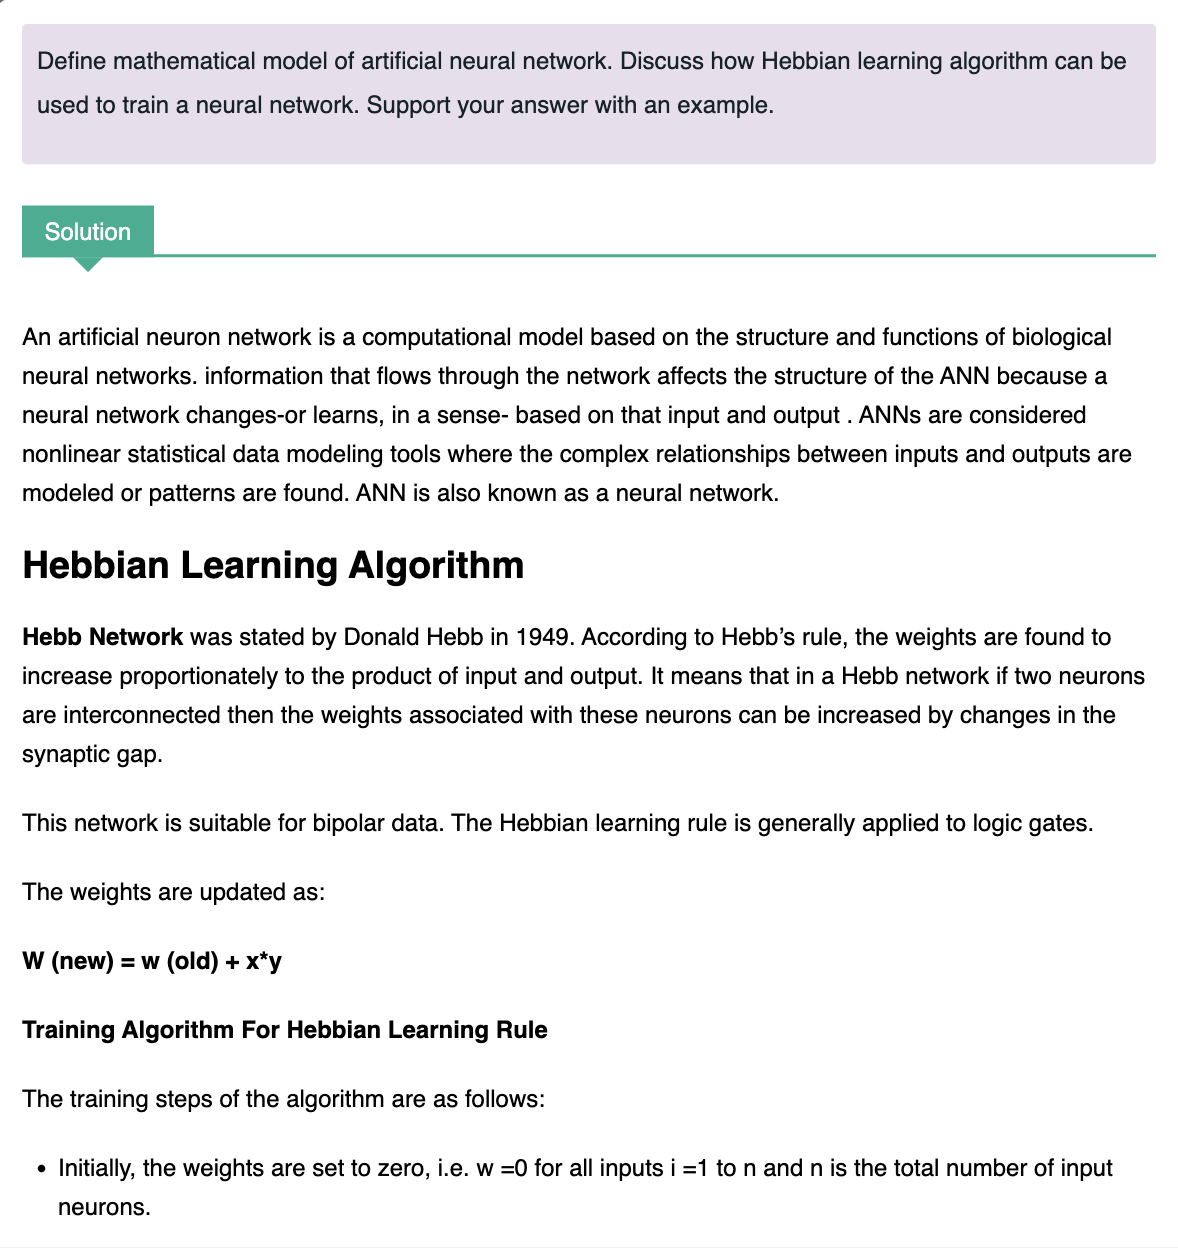 Define mathematical model of artificial neural network. Discuss how Hebbian learning algorithm can be
used to train a neural network. Support your answer with an example.
Solution
An artificial neuron network is a computational model based on the structure and functions of biological
neural networks. information that flows through the network affects the structure of the ANN because a
neural network changes-or learns, in a sense- based on that input and output . ANNs are considered
nonlinear statistical data modeling tools where the complex relationships between inputs and outputs are
modeled or patterns are found. ANN is also known as a neural network.
Hebbian Learning Algorithm
Hebb Network was stated by Donald Hebb in 1949. According to Hebb’s rule, the weights are found to
increase proportionately to the product of input and output. It means that in a Hebb network if two neurons
are interconnected then the weights associated with these neurons can be increased by changes in the
synaptic gap.
This network is suitable for bipolar data. The Hebbian learning rule is generally applied to logic gates.
The weights are updated as:
W (new) = w (old) + x*y
Training Algorithm For Hebbian Learning Rule
The training steps of the algorithm are as follows:
• Initially, the weights are set to zero, i.e. w =0 for all inputs i =1 to n and n is the total number of input
neurons.